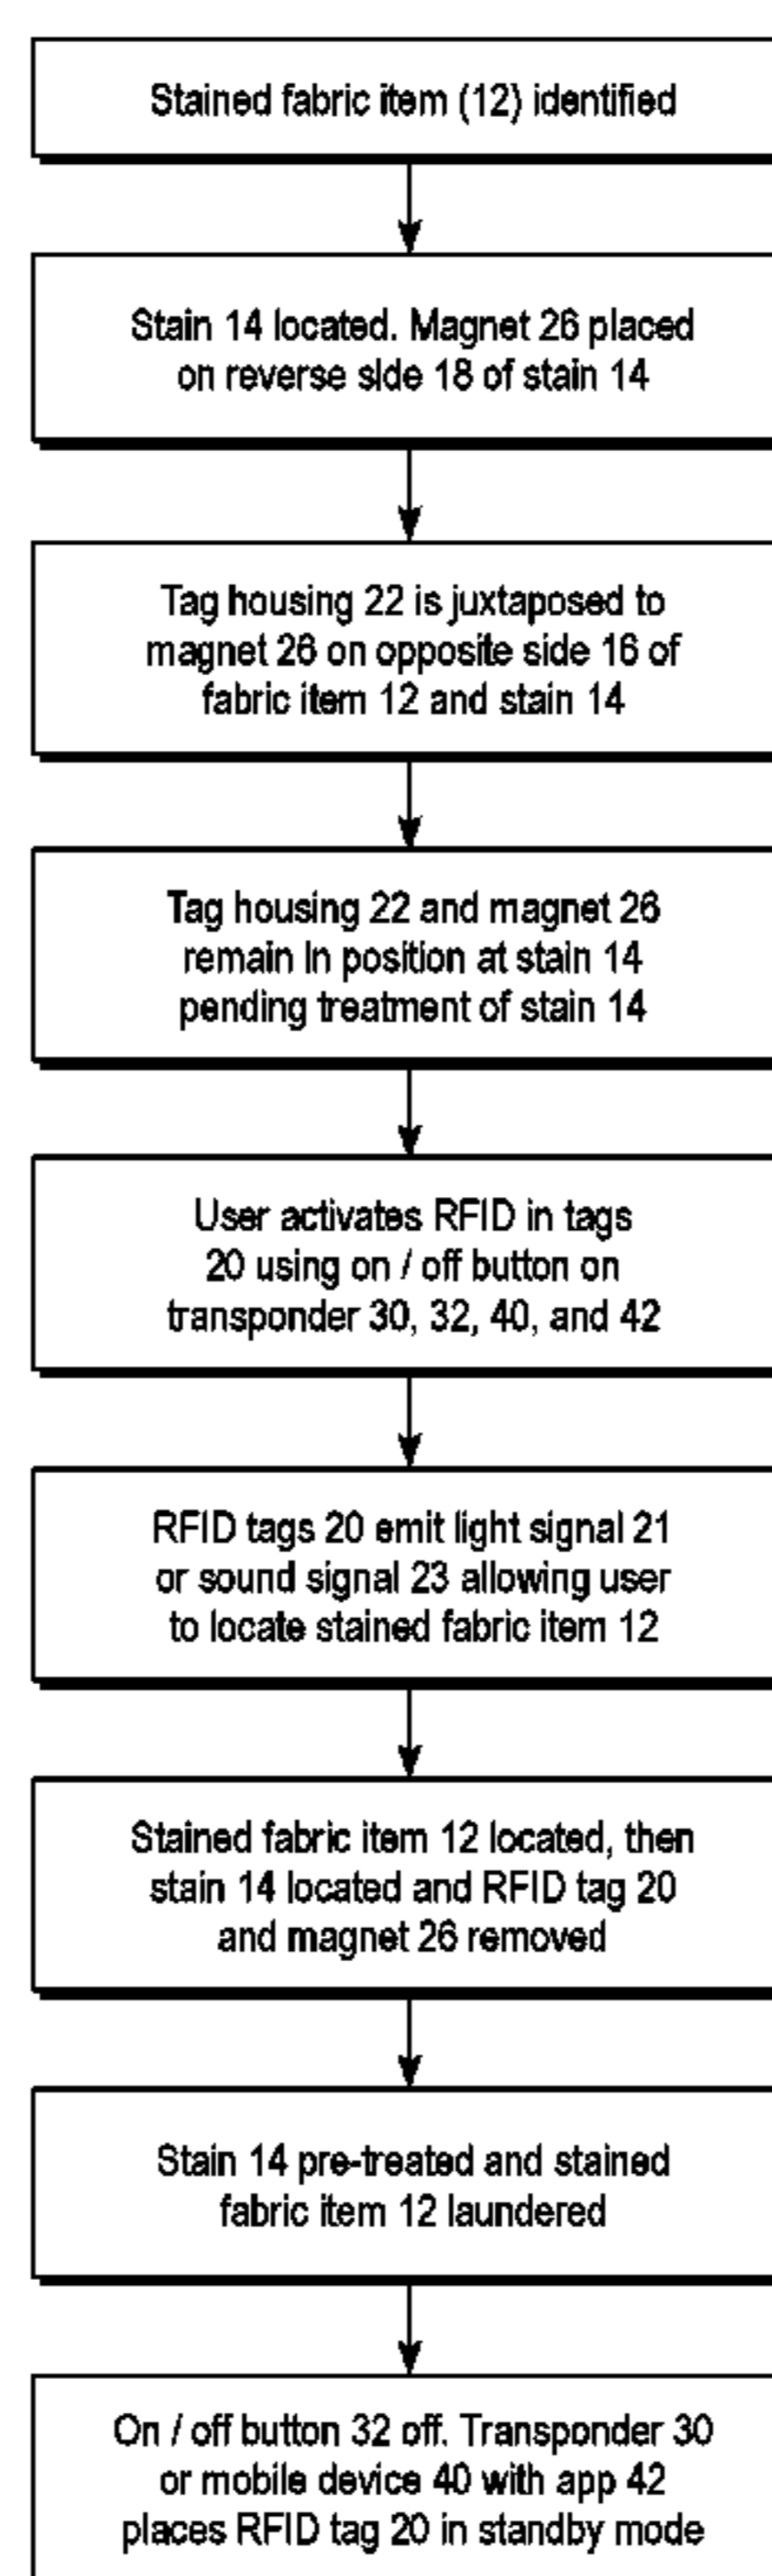 Stained fabric item (12) identified
Stain 14 located. Magnet 26 placed
on reverse side 18 of stain 14
Tag housing 22 is juxtaposed to
magnet 26 on opposite side 16 of
fabric item 12 and stain 14
Tag housing 22 and magnet 26
remain in position at stain 14
pending treatment of stain 14
User activates RFID in tags
20 using on / off button on
transponder 30, 32, 40, and 42
RFID tags 20 emit light signal 21
or sound signal 23 allowing user
to locate stained fabric item 12
Stained fabric item 12 located, then
stain 14 located and RFID tag 20
and magnet 26 removed
Stain 14 pre-treated and stained
fabric item 12 laundered
On / off button 32 off. Transponder 30
or mobile device 40 with app 42
places RFID tag 20 in standby mode